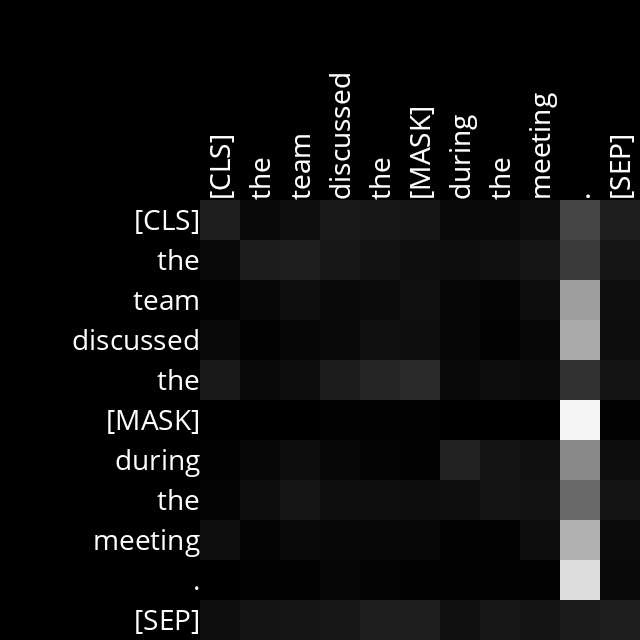 [CLS] the team discussed the [MASK] during the meeting . [SEP]
[CLS]
the
team
discussed
the
[MASK]
during
the
meeting
.
[SEP]